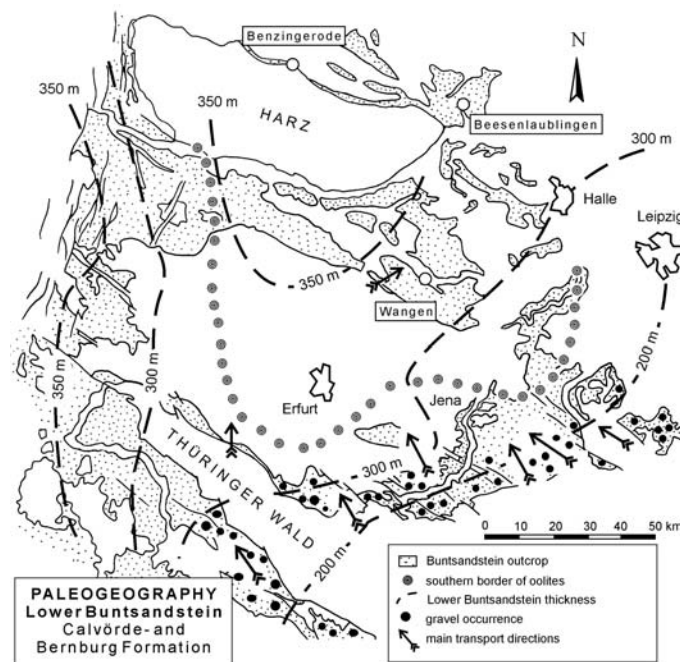 Benzingerode
N
350 m
350 m
HARZ
Beesenlaublingen
300 m
Halle
Leipzig
350 m
Wangen
200 m
350 m
300 m
Erfurt
Jena
THÜRINGER WALD
300 m
200 m
0 10 20 30 40 50 km
PALEOGEOGRAPHY
Lower Buntsandstein
Calvörde- and
Bernburg Formation
Buntsandstein outcrop
southern border of oolites
Lower Buntsandstein thickness
gravel occurrence
main transport directions